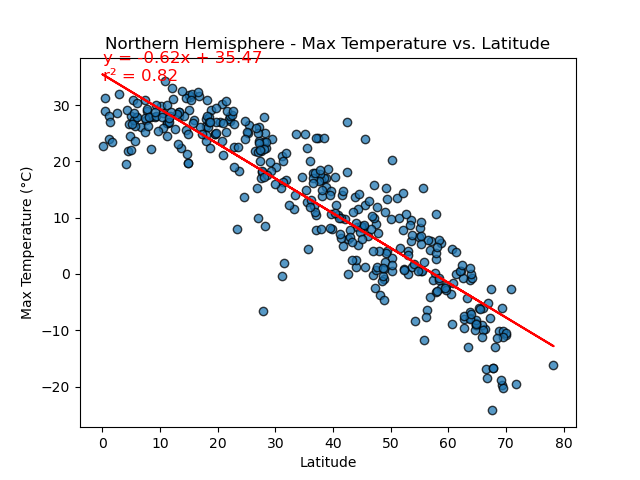 Northern Hemisphere - Max Temperature vs. Latitude
y = -0.62x + 35.47
r² = 0.82
Max Temperature (°C)
30
20
10
0
−10
−20
0 10 20 30 40 50 60 70 80
Latitude